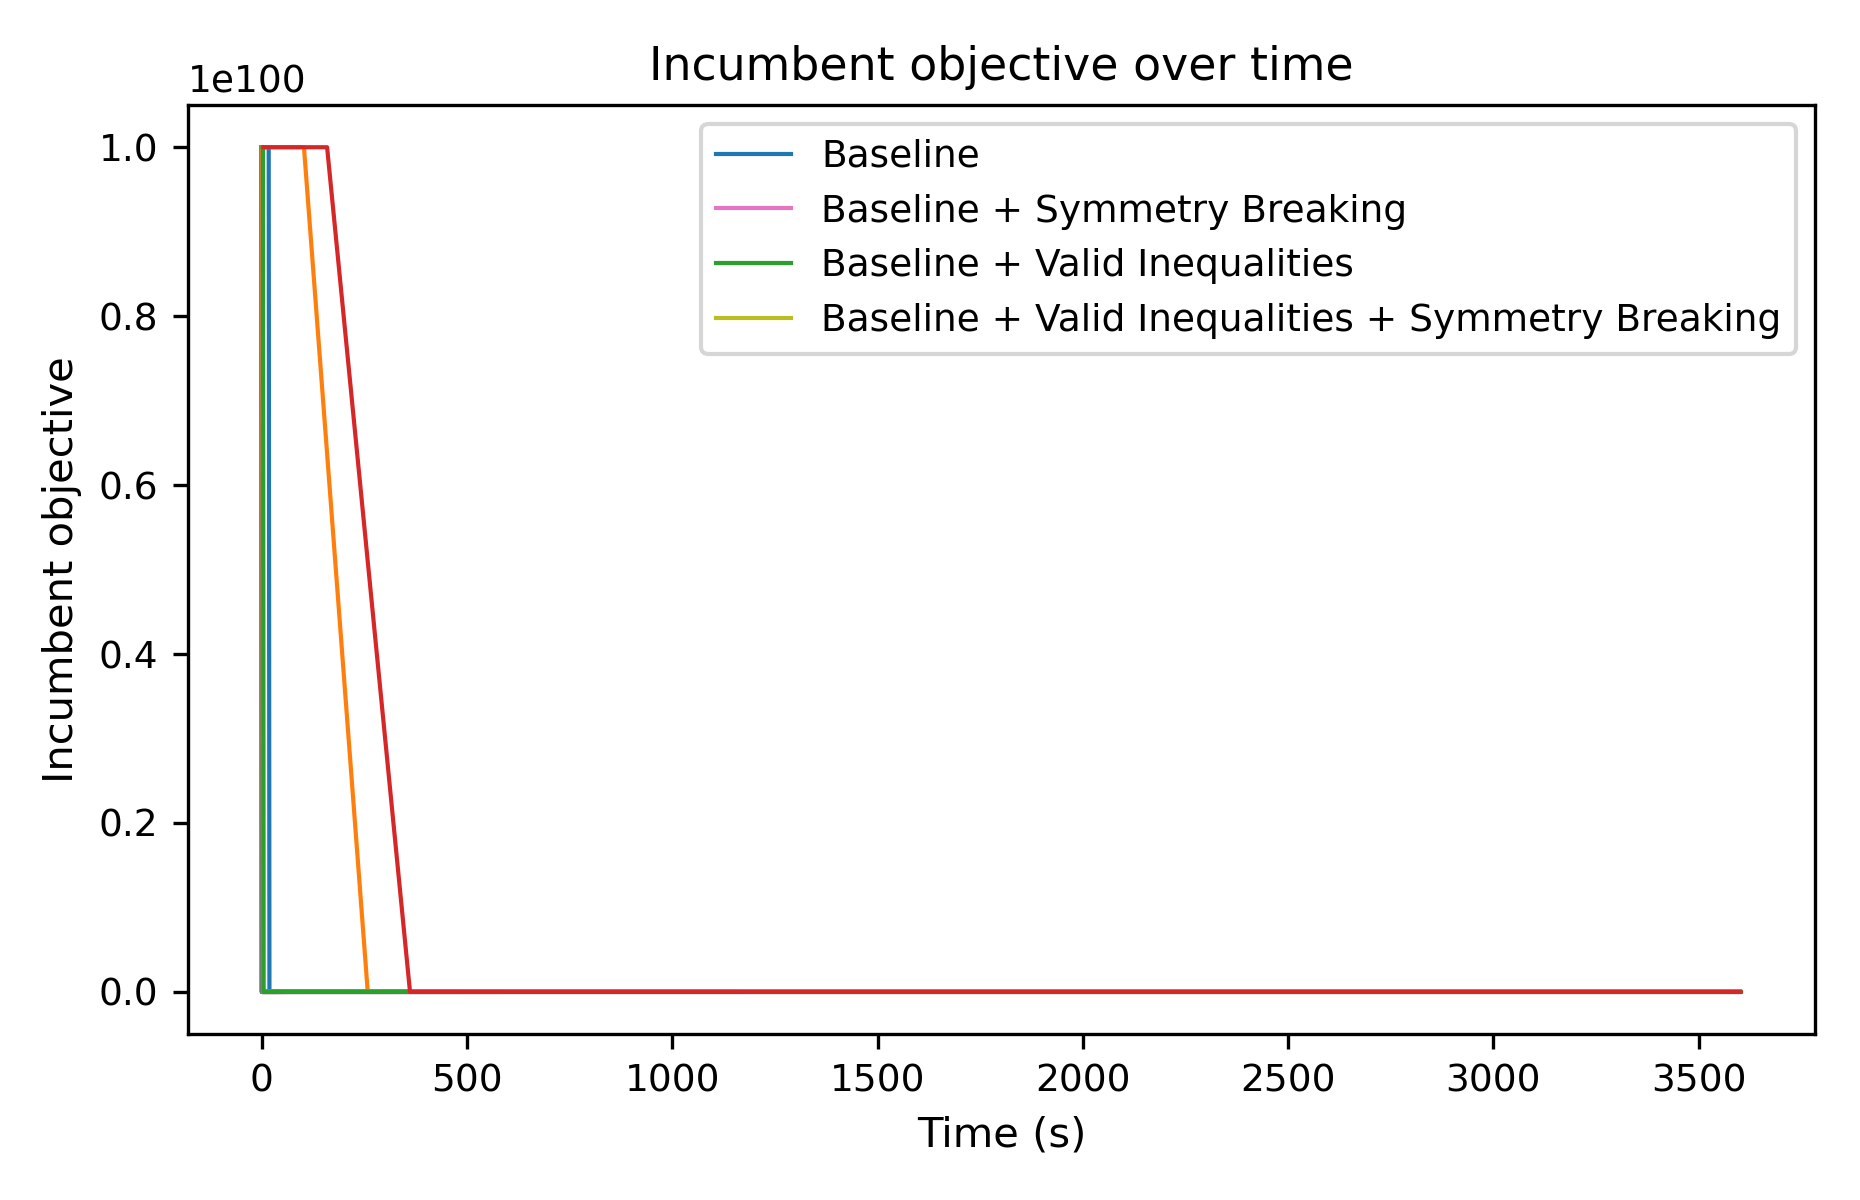 Incumbent objective over time
1e100
1.0
0.8
0.6
0.4
0.2
0.0
Incumbent objective
Baseline
Baseline + Symmetry Breaking
Baseline + Valid Inequalities
Baseline + Valid Inequalities + Symmetry Breaking
0 500 1000 1500 2000 2500 3000 3500
Time (s)